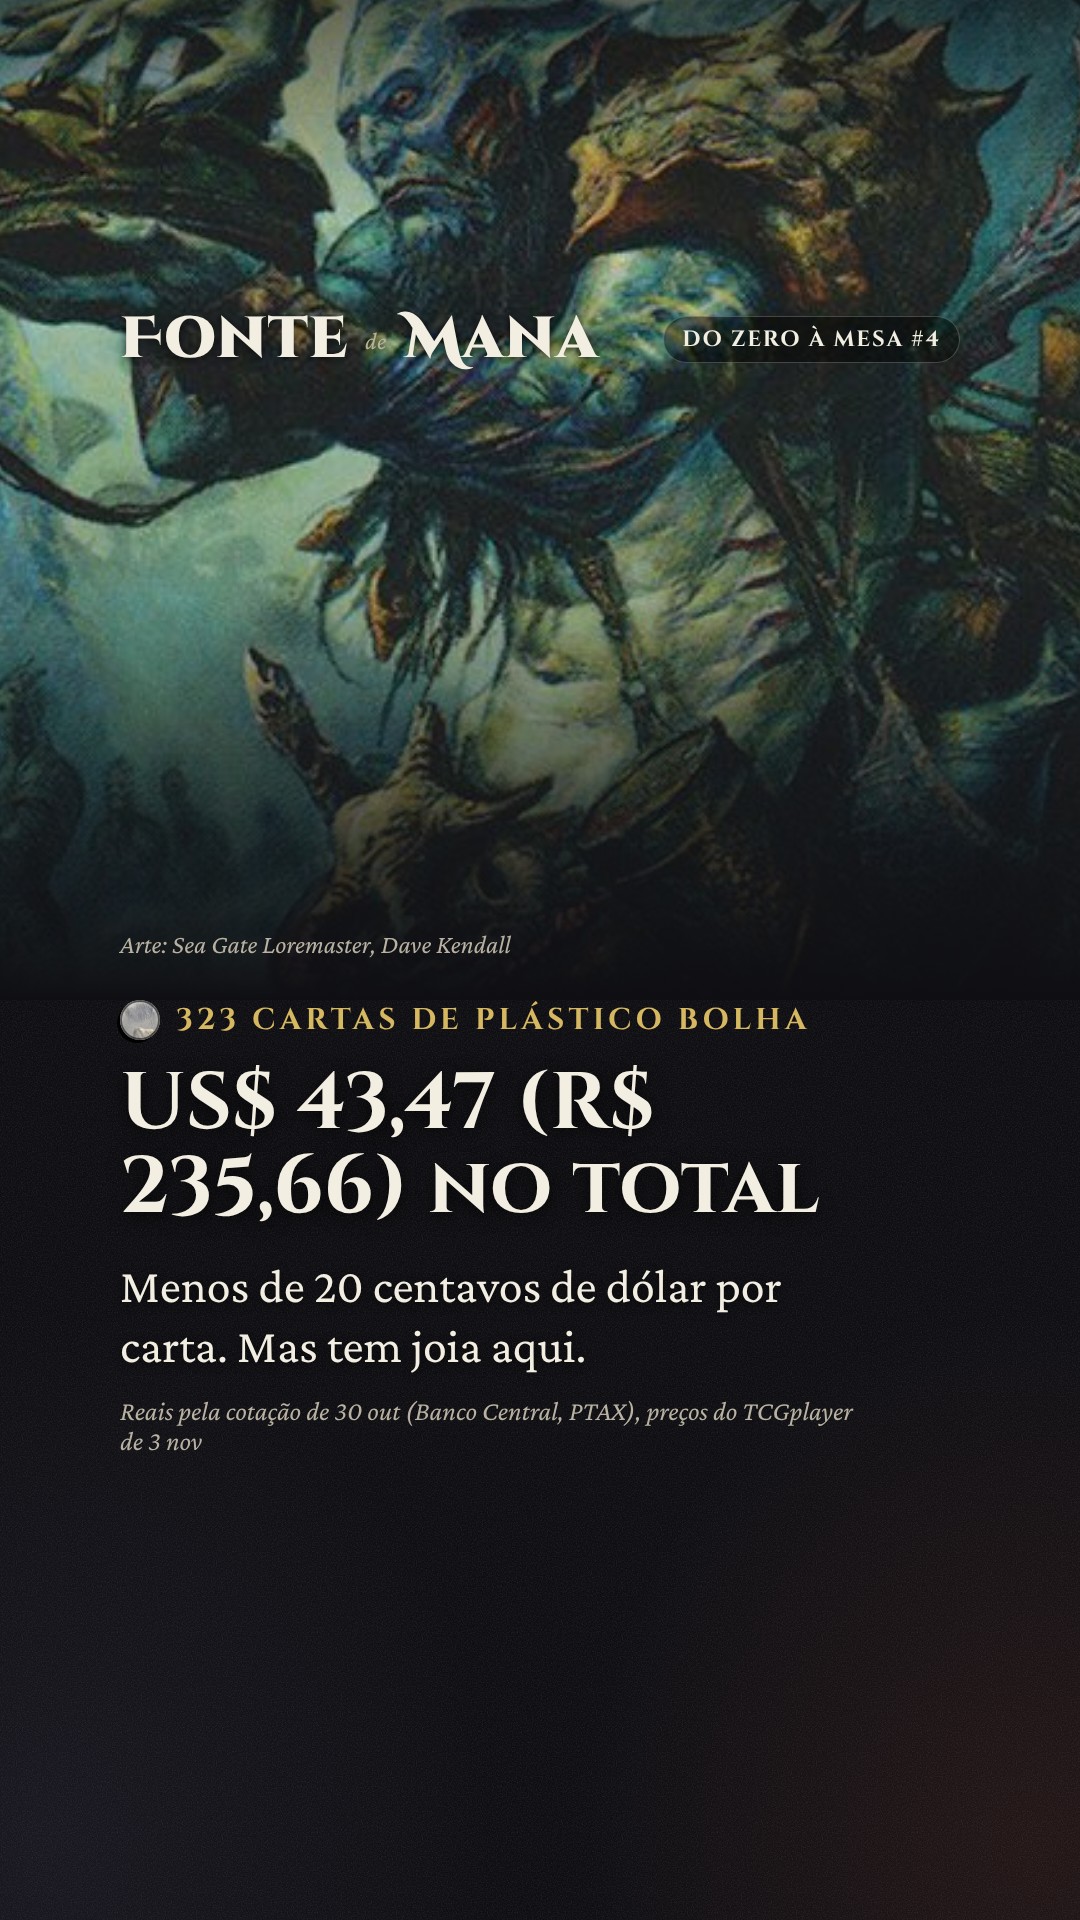 FONTE de MANA
DO ZERO À MESA #4
Arte: Sea Gate Loremaster, Dave Kendall
323 CARTAS DE PLÁSTICO BOLHA
US$ 43,47 (R$
235,66) NO TOTAL
Menos de 20 centavos de dólar por
carta. Mas tem joia aqui.
Reais pela cotação de 30 out (Banco Central, PTAX), preços do TCGplayer
de 3 nov